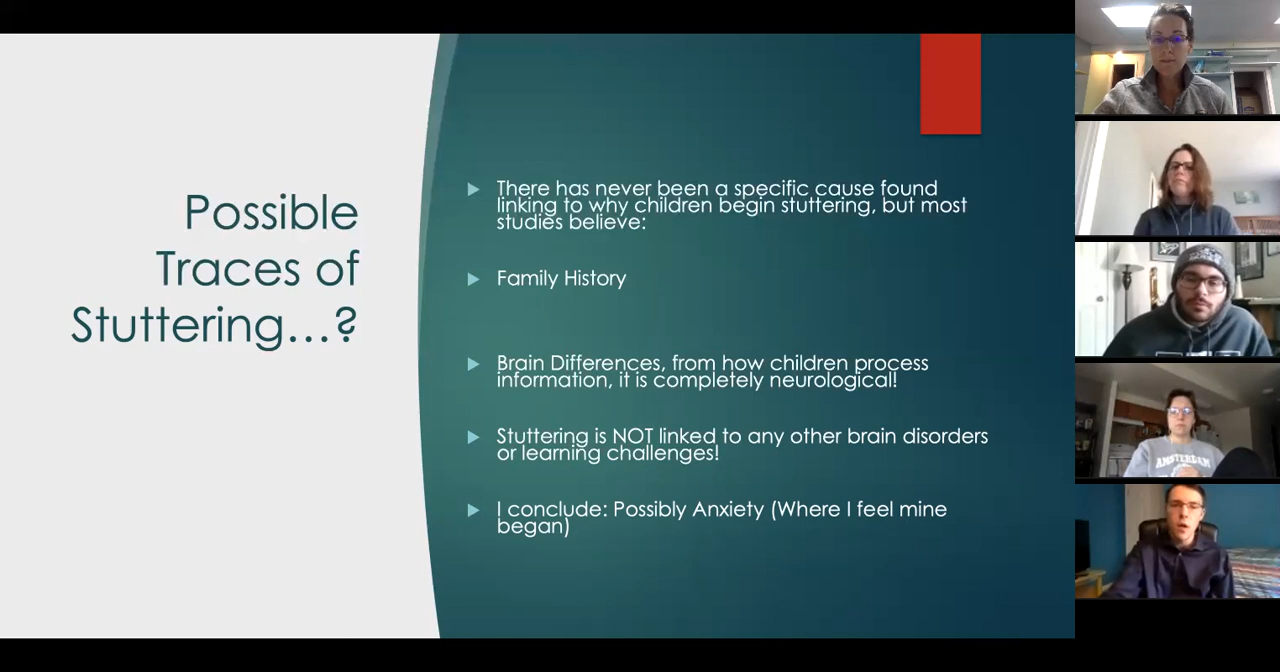 Possible
Traces of
Stuttering...?
There has never been a specific cause found
linking to why children begin stuttering, but most
studies believe:
Family History
Brain Differences, from how children process
information, it is completely neurological!
Stuttering is NOT linked to any other brain disorders
or learning challenges!
I conclude: Possibly Anxiety (Where I feel mine
began)
AMSTERDAM